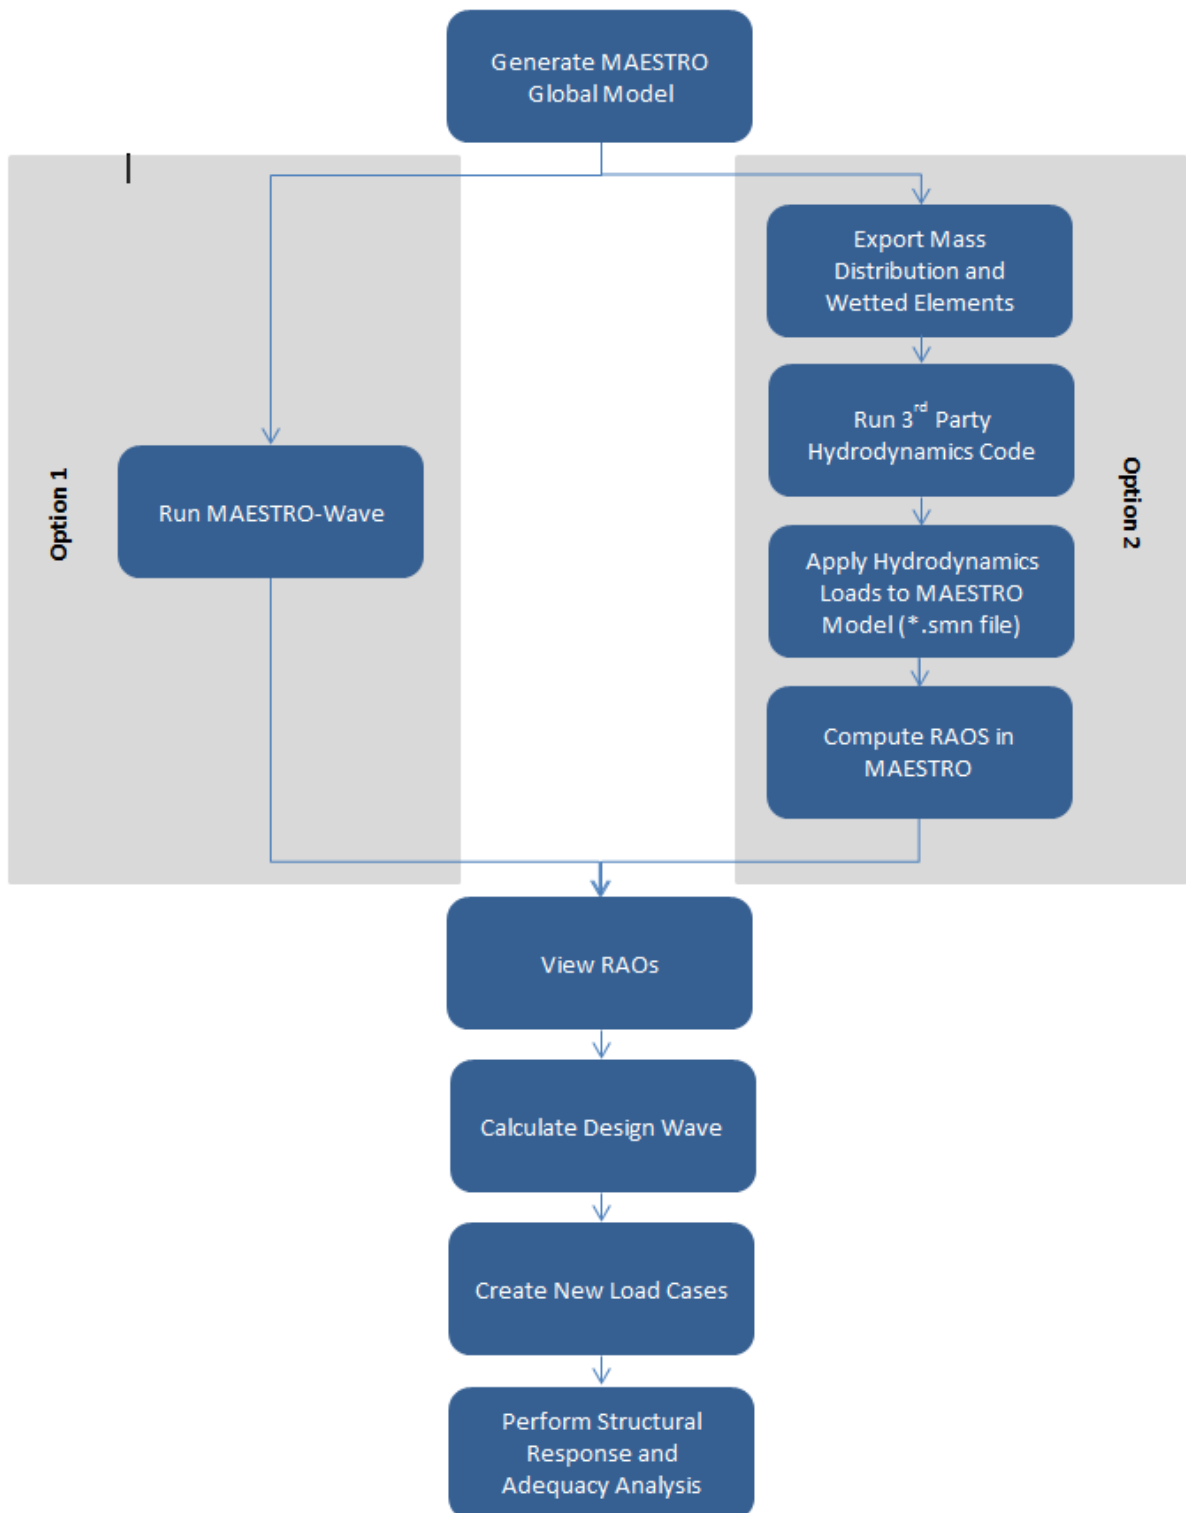 Generate MAESTRO
Global Model
Option 1
Run MAESTRO-Wave
Export Mass
Distribution and
Wetted Elements
Run 3rd Party
Hydrodynamics Code
Apply Hydrodynamics
Loads to MAESTRO
Model (*.smn file)
Compute RAOS in
MAESTRO
Option 2
View RAOs
Calculate Design Wave
Create New Load Cases
Perform Structural
Response and
Adequacy Analysis